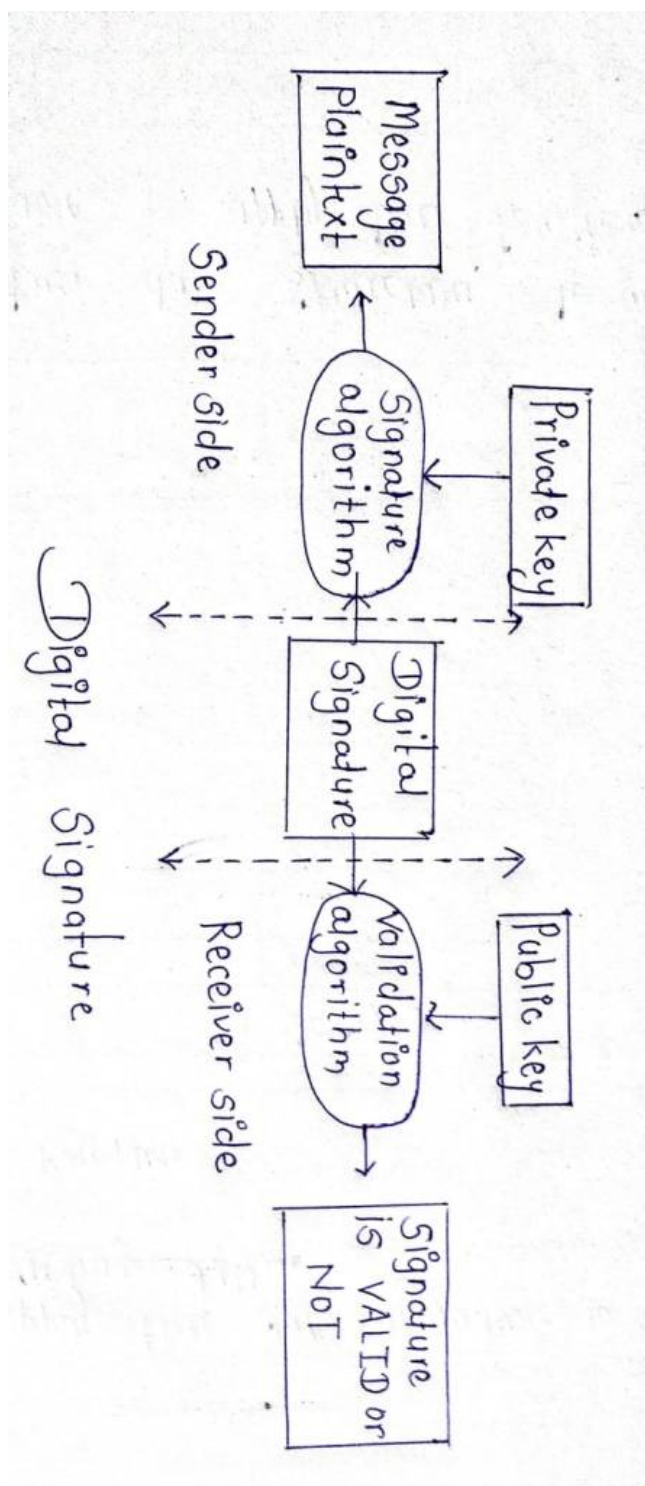 Private key
Public key
Message
plaintext
Signature
algorithm
Digital
Signature
Validation
algorithm
Signature
is VALID or
NOT
Sender side
Receiver side
Digital Signature